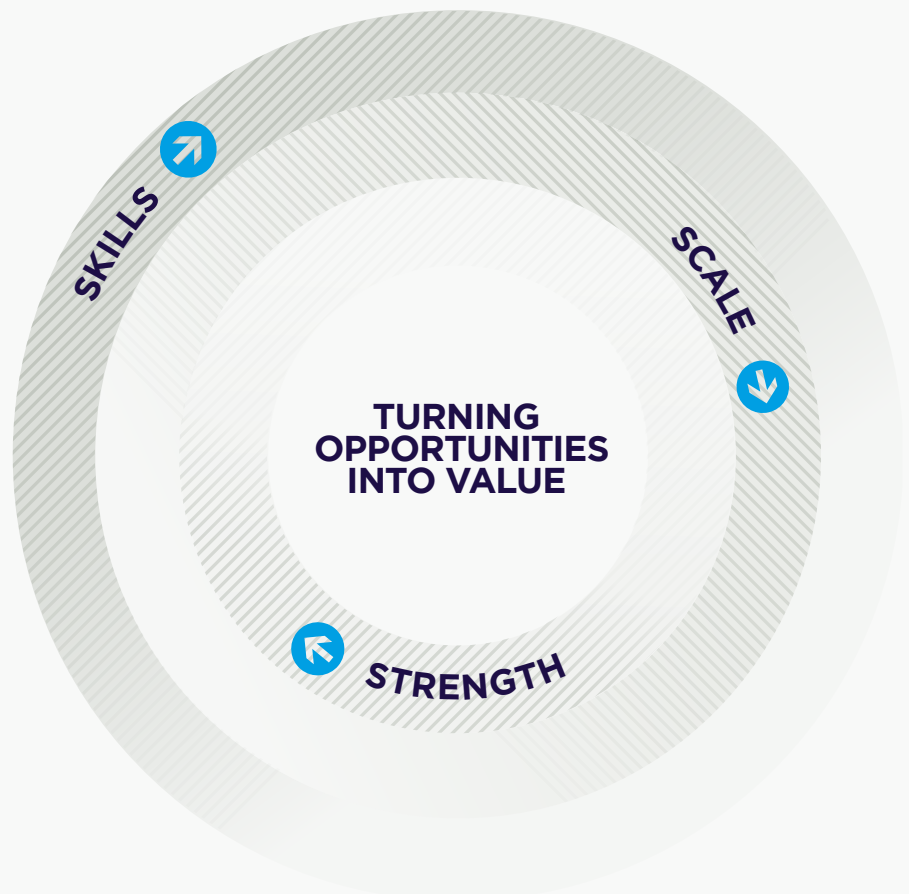 SKILLS
SCALE
TURNING
OPPORTUNITIES
INTO VALUE
STRENGTH